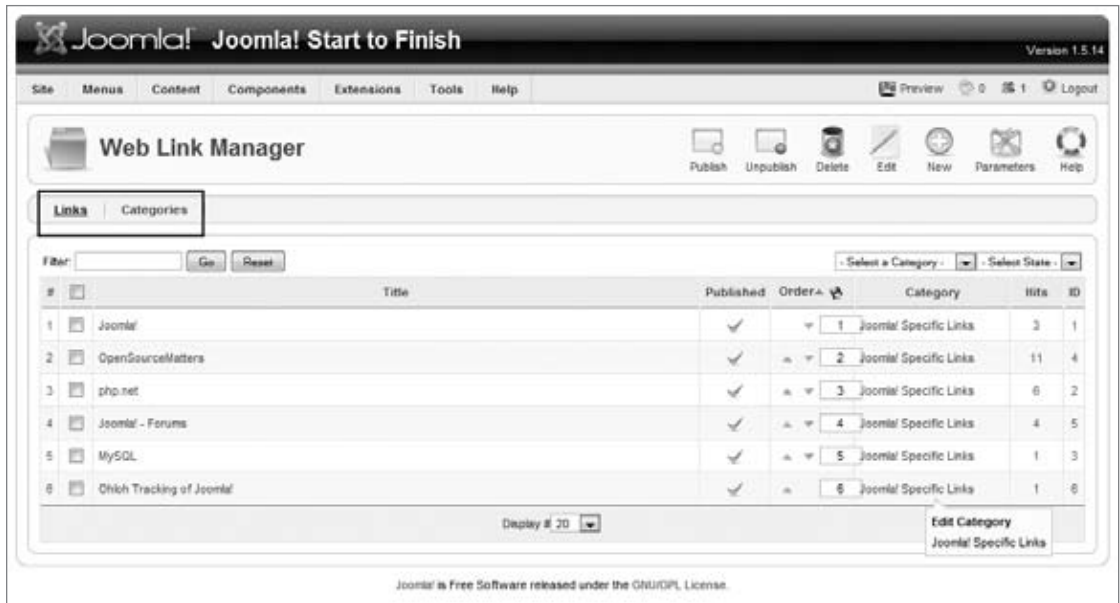 Joomla! Joomla! Start to Finish
Version 1.5.14
Site Menus Content Components Extensions Tools Help Preview 0 1 Logout
Web Link Manager
Publish Unpublish Delete Edit New Parameters Help
Links Categories
Filter: Go Reset - Select a Category - - Select State -
# Title Published Order Category Hits ID
1 Joomla! 1 Joomla! Specific Links 3 1
2 OpenSourceMatters 2 Joomla! Specific Links 11 4
3 php.net 3 Joomla! Specific Links 6 2
4 Joomla! - Forums 4 Joomla! Specific Links 4 5
5 MySQL 5 Joomla! Specific Links 1 3
6 Ohloh Tracking of Joomla! 6 Joomla! Specific Links 1 6
Display # 20
Edit Category
Joomla! Specific Links
Joomla! is Free Software released under the GNU/GPL License.